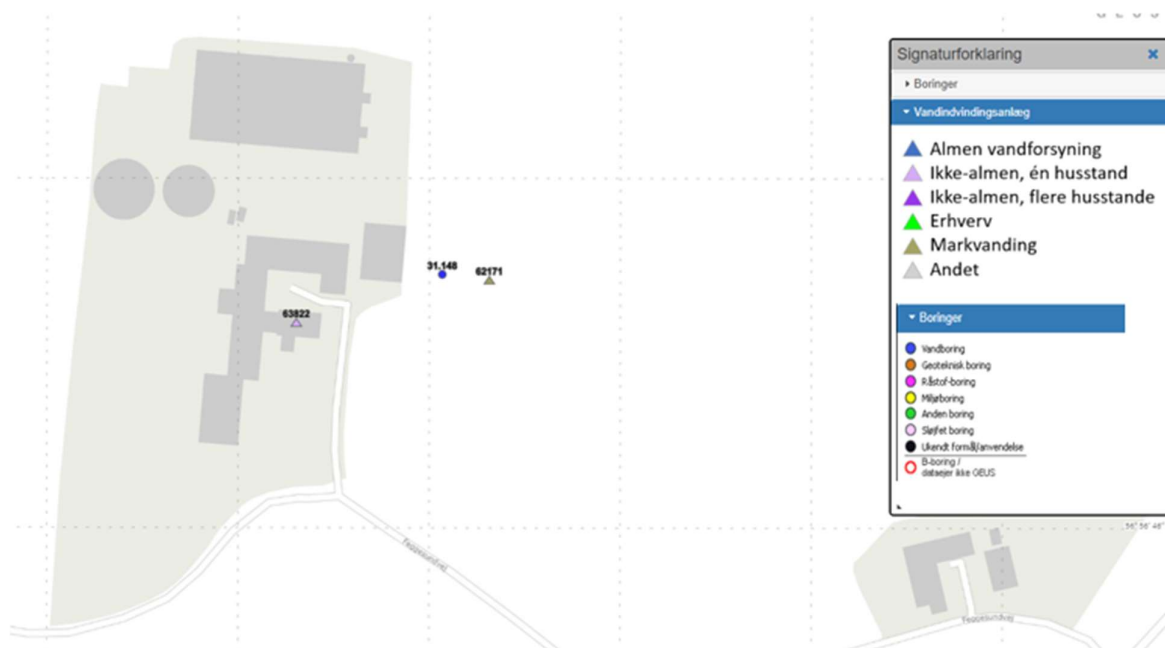 Signaturforklaring
Boringer
Vandindvindingsanlæg
Almen vandforsyning
Ikke-almen, én husstand
Ikke-almen, flere husstande
Erhverv
Markvanding
Andet
31.148
62171
63822
Boringer
Vandboring
Geoteknisk boring
Råstof-boring
Miljøboring
Anden boring
Sløjfet boring
Ukendt formål/anvendelse
B-boring /
dataejer ikke GEUS
Feggesundvej
Feggesundvej